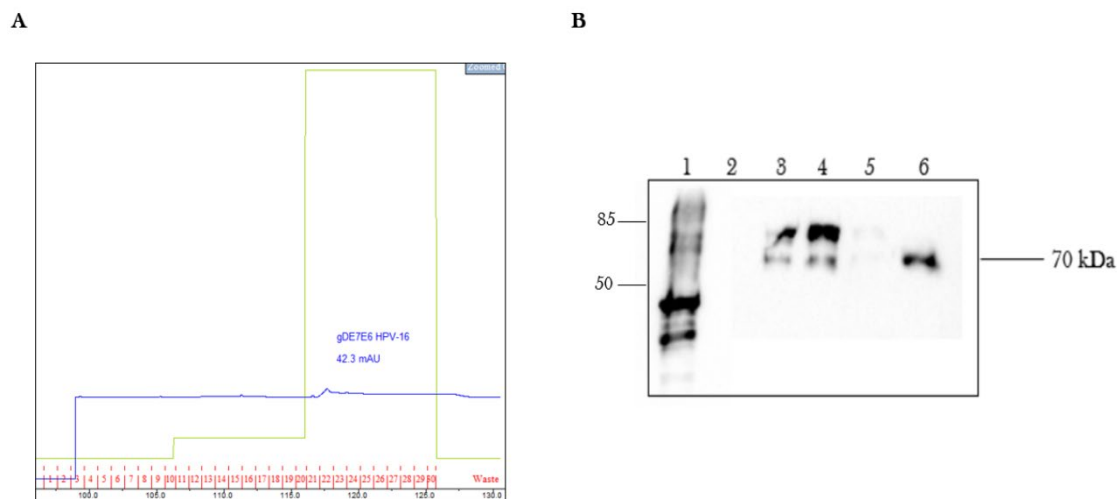 A
B
Zoomed
gDE7E6 HPV-16
42.3 mAU
1 2 3 4 5 6 7 8 9 10 11 12 13 14 15 16 17 18 19 20 21 22 23 24 25 26 27 28 29 30 Waste
100.0 105.0 110.0 115.0 120.0 125.0 130.0
1 2 3 4 5 6
85
70 kDa
50